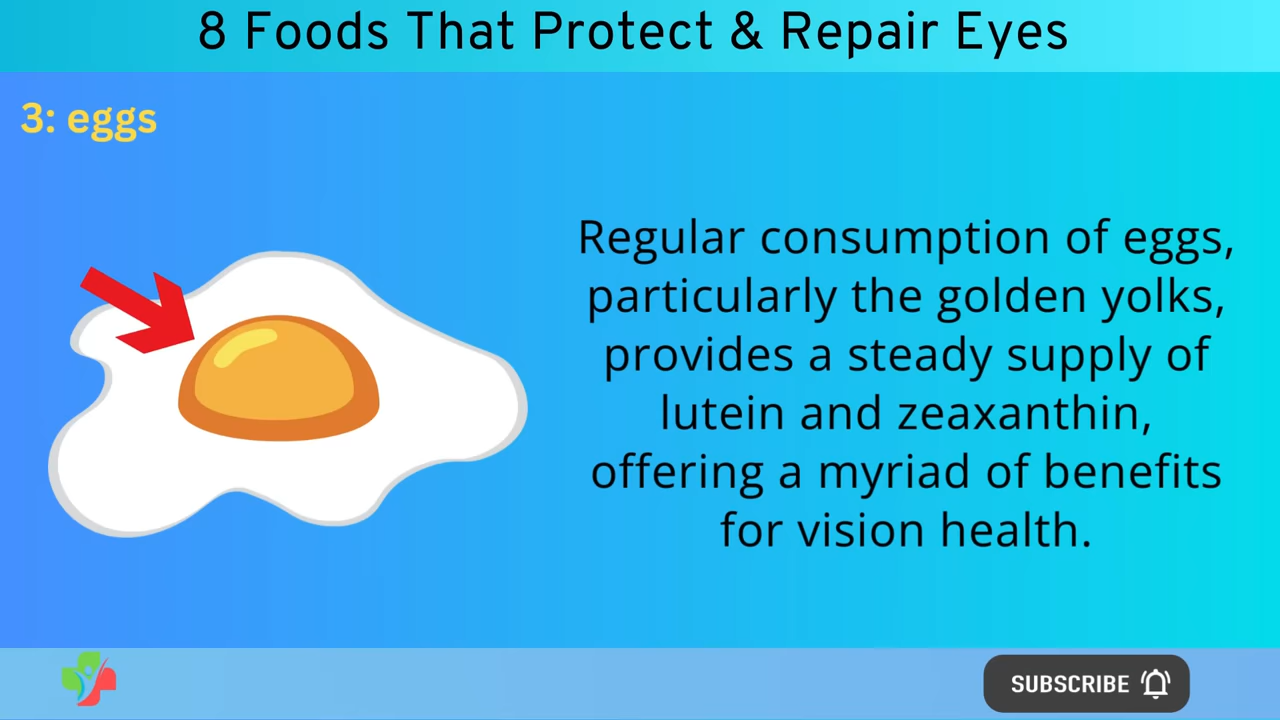 8 Foods That Protect & Repair Eyes
3: eggs
Regular consumption of eggs,
particularly the golden yolks,
provides a steady supply of
lutein and zeaxanthin,
offering a myriad of benefits
for vision health.
SUBSCRIBE